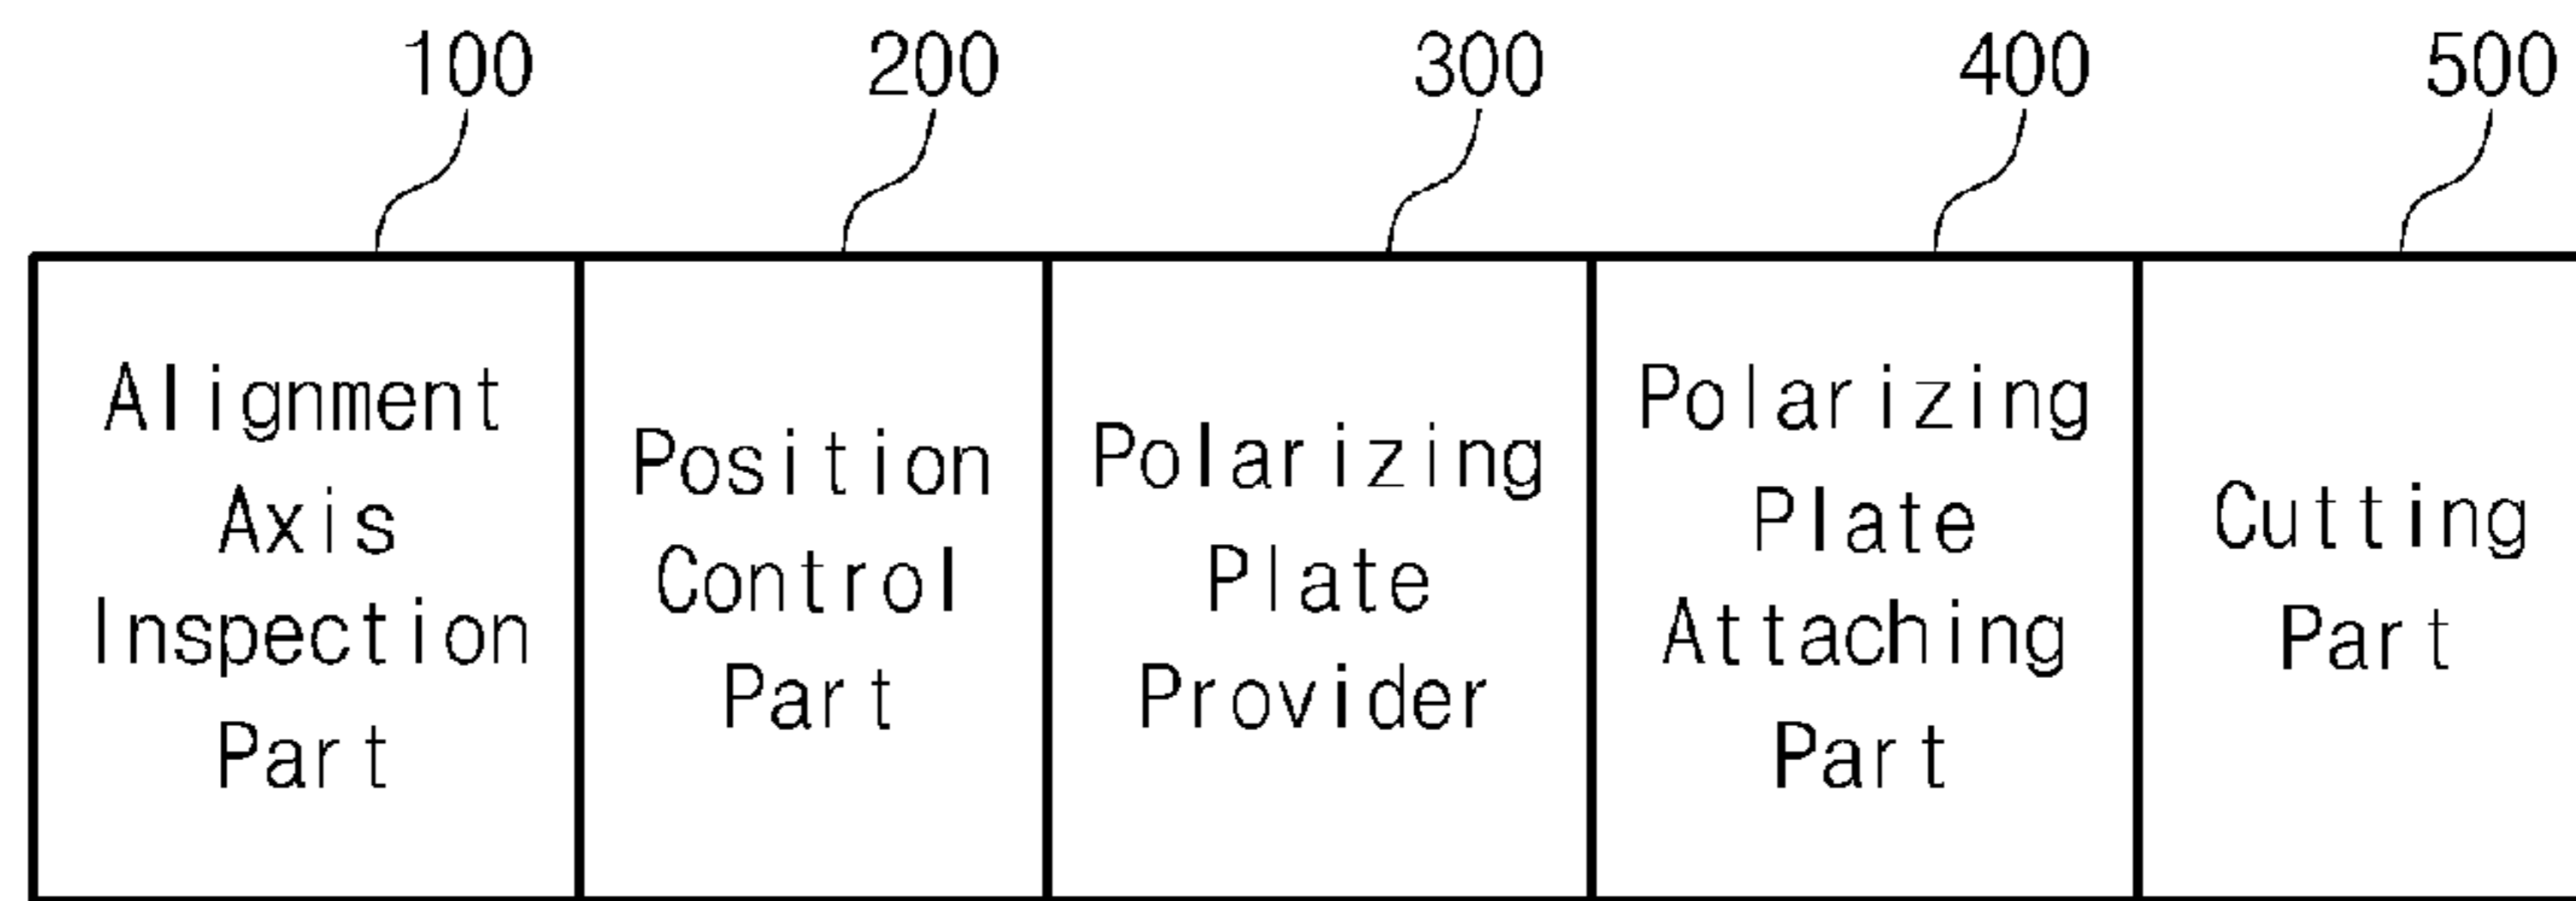 100 200 300 400 500
Alignment
Axis
Inspection
Part
Position
Control
Part
Polarizing
Plate
Provider
Polarizing
Plate
Attaching
Part
Cutting
Part